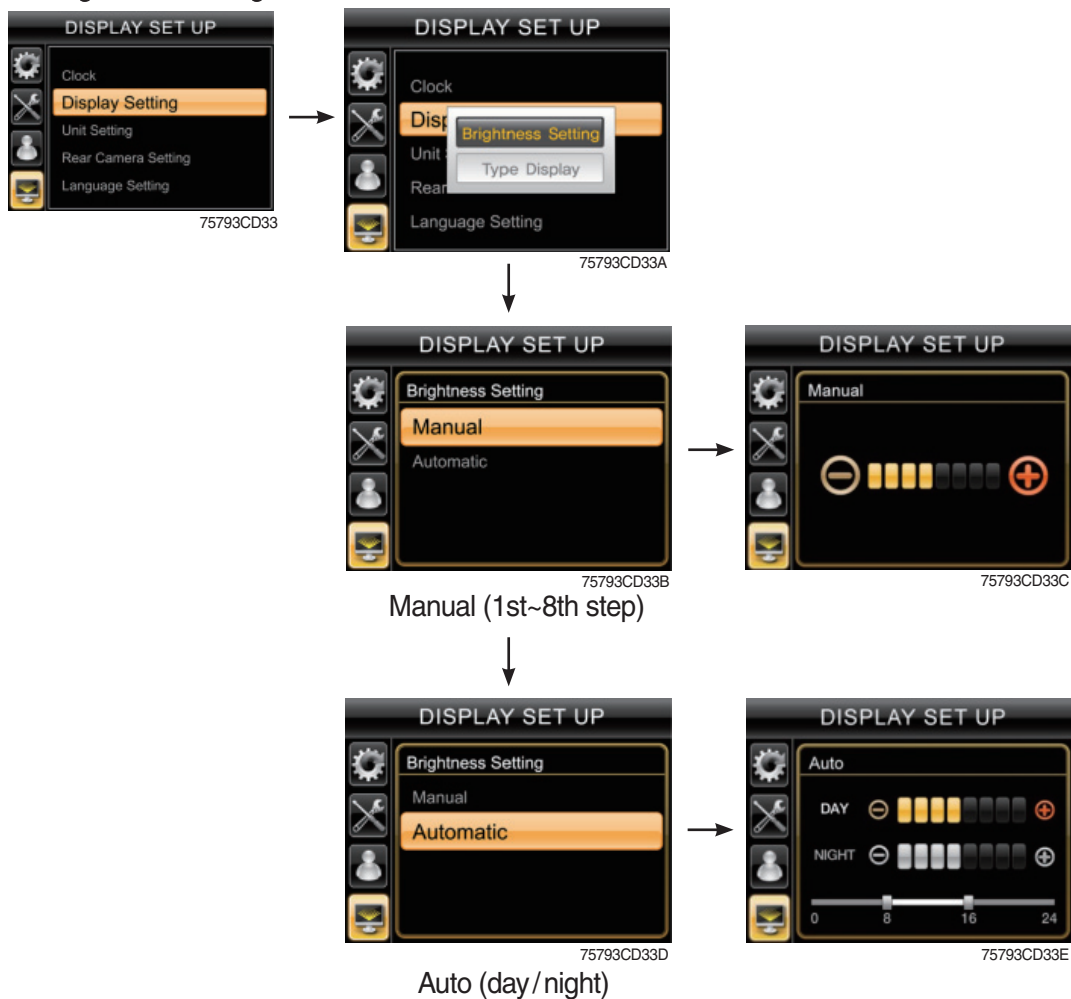 DISPLAY SET UP
Clock
Display Setting
Unit Setting
Rear Camera Setting
Language Setting
75793CD33
DISPLAY SET UP
Clock
Disp
Brightness Setting
Unit
Type Display
Rear
Language Setting
75793CD33A
DISPLAY SET UP
Brightness Setting
Manual
Automatic
75793CD33B
Manual (1st~8th step)
DISPLAY SET UP
Manual
75793CD33C
DISPLAY SET UP
Brightness Setting
Manual
Automatic
75793CD33D
Auto (day/night)
DISPLAY SET UP
Auto
DAY
NIGHT
0 8 16 24
75793CD33E